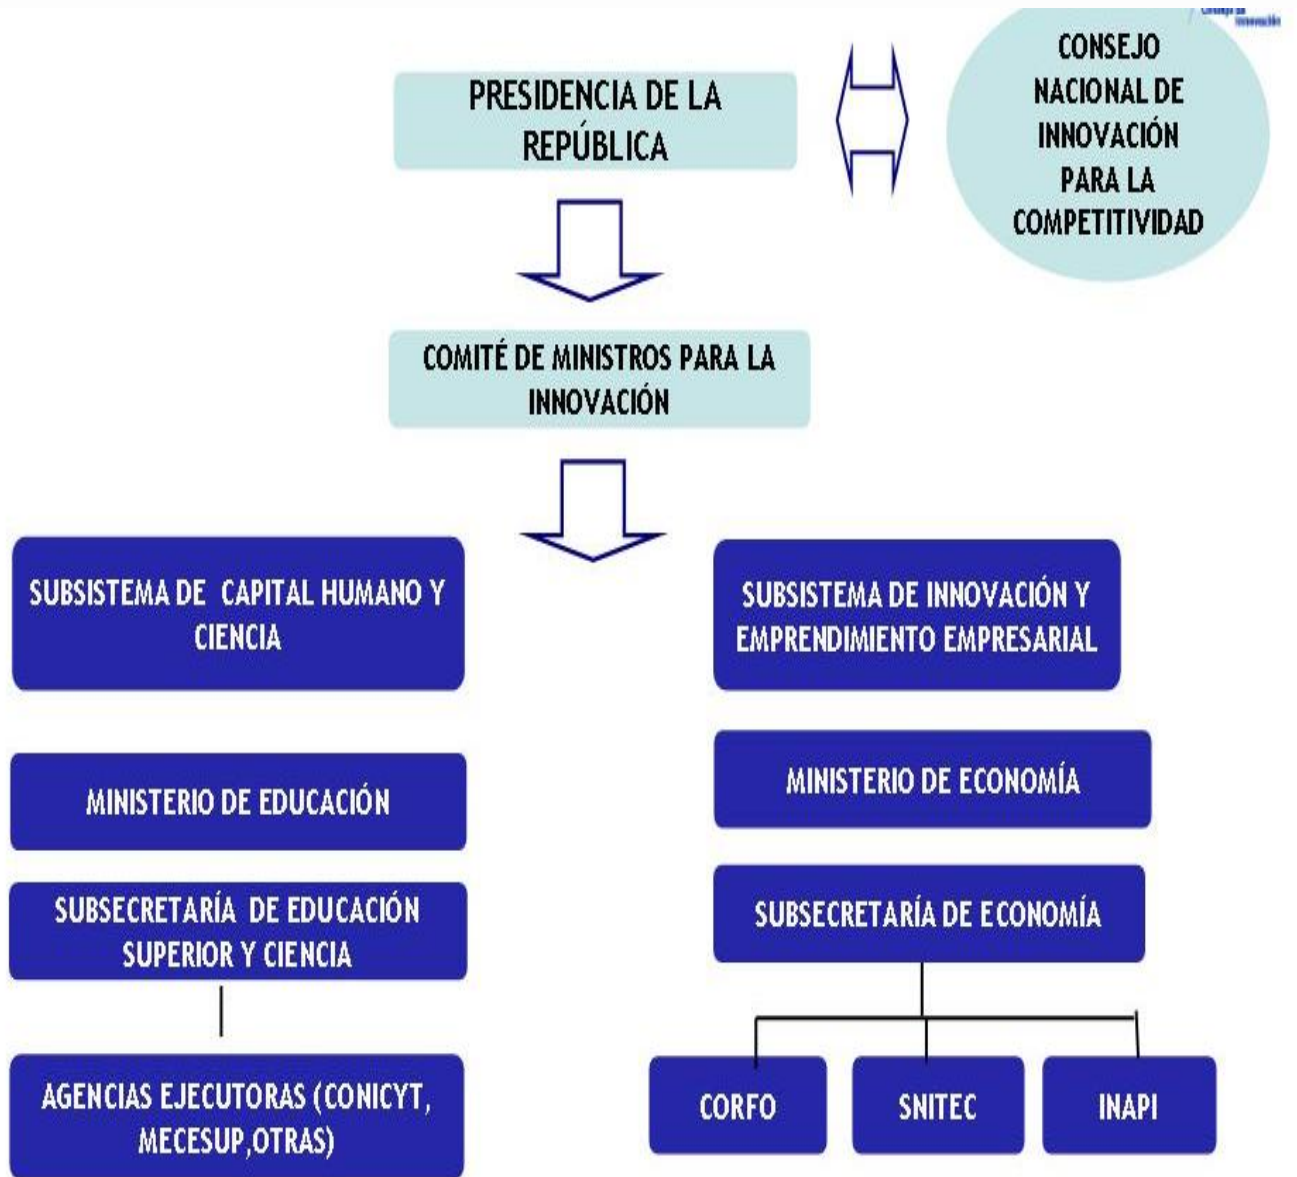 PRESIDENCIA DE LA
REPÚBLICA
CONSEJO
NACIONAL DE
INNOVACIÓN
PARA LA
COMPETITIVIDAD
COMITÉ DE MINISTROS PARA LA
INNOVACIÓN
SUBSISTEMA DE CAPITAL HUMANO Y
CIENCIA
MINISTERIO DE EDUCACIÓN
SUBSECRETARÍA DE EDUCACIÓN
SUPERIOR Y CIENCIA
AGENCIAS EJECUTORAS (CONICYT,
MECESUP,OTRAS)
SUBSISTEMA DE INNOVACIÓN Y
EMPRENDIMIENTO EMPRESARIAL
MINISTERIO DE ECONOMÍA
SUBSECRETARÍA DE ECONOMÍA
CORFO
SNITEC
INAPI